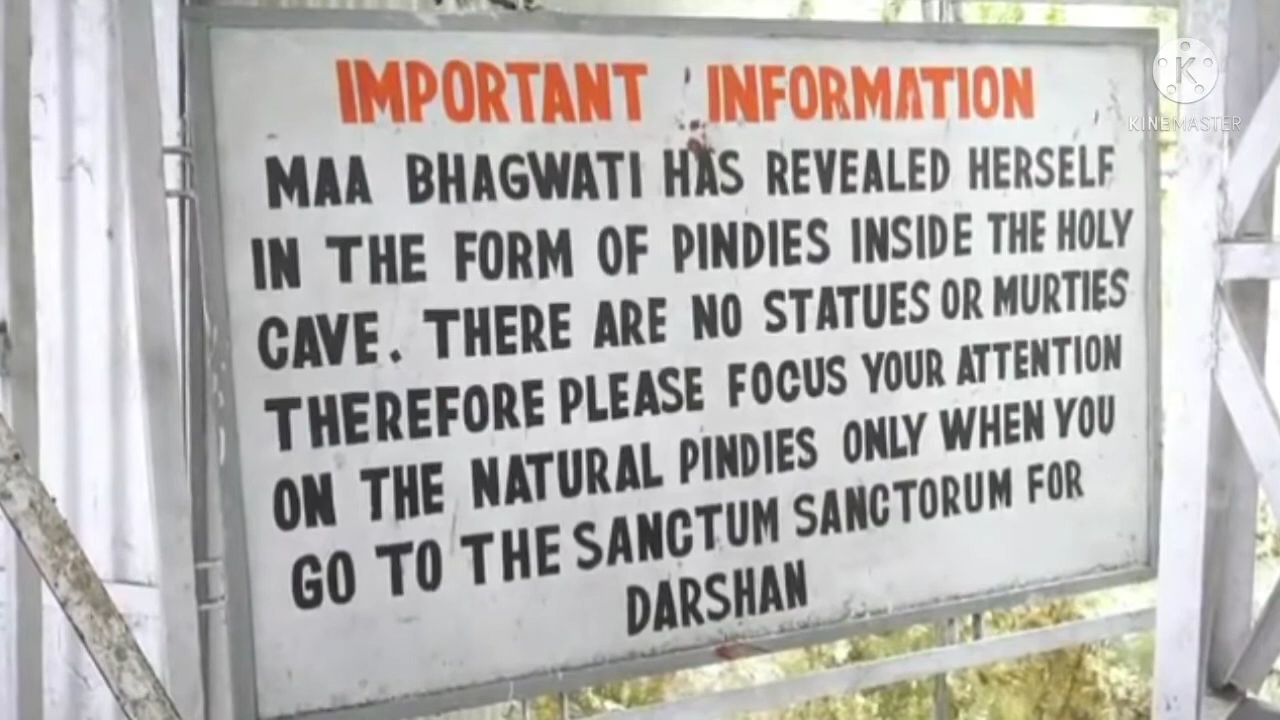 IMPORTANT INFORMATION
MAA BHAGWATI HAS REVEALED HERSELF
IN THE FORM OF PINDIES INSIDE THE HOLY
CAVE. THERE ARE NO STATUES OR MURTIES
THEREFORE PLEASE FOCUS YOUR ATTENTION
ON THE NATURAL PINDIES ONLY WHEN YOU
GO TO THE SANCTUM SANCTORUM FOR
DARSHAN
K
KINEMASTER